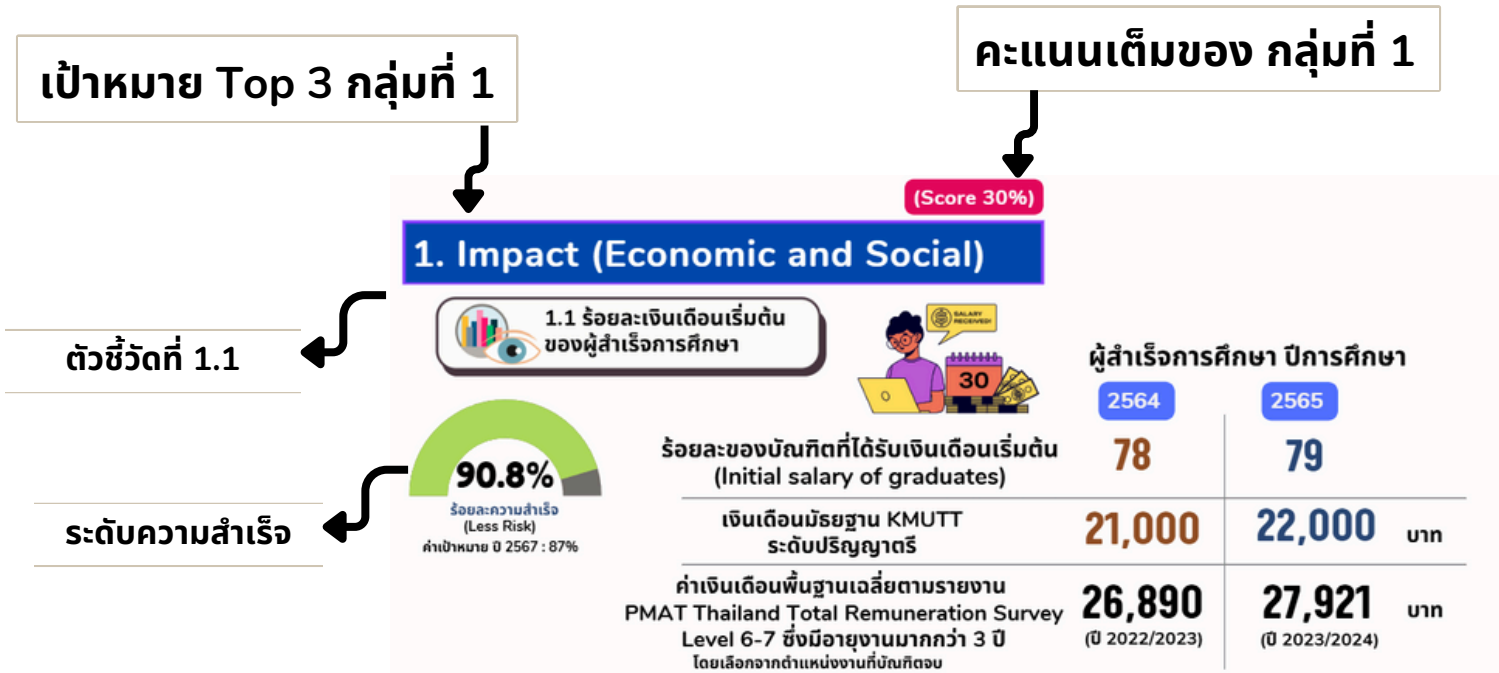 เป้าหมาย Top 3 กลุ่มที่ 1
คะแนนเต็มของ กลุ่มที่ 1
(Score 30%)
1. Impact (Economic and Social)
ตัวชี้วัดที่ 1.1
1.1 ร้อยละเงินเดือนเริ่มต้น
ของผู้สำเร็จการศึกษา
SALARY
RECEIVED!
30
ผู้สำเร็จการศึกษา ปีการศึกษา
2564 2565
ระดับความสำเร็จ
90.8%
ร้อยละความสำเร็จ
(Less Risk)
ค่าเป้าหมาย ปี 2567 : 87%
ร้อยละของบัณฑิตที่ได้รับเงินเดือนเริ่มต้น 78 79
(Initial salary of graduates)
เงินเดือนมัธยฐาน KMUTT 21,000 22,000 บาท
ระดับปริญญาตรี
ค่าเงินเดือนพื้นฐานเฉลี่ยตามรายงาน
PMAT Thailand Total Remuneration Survey 26,890 27,921 บาท
Level 6-7 ซึ่งมีอายุงานมากกว่า 3 ปี (ปี 2022/2023) (ปี 2023/2024)
โดยเลือกจากตำแหน่งงานที่บัณฑิตจบ